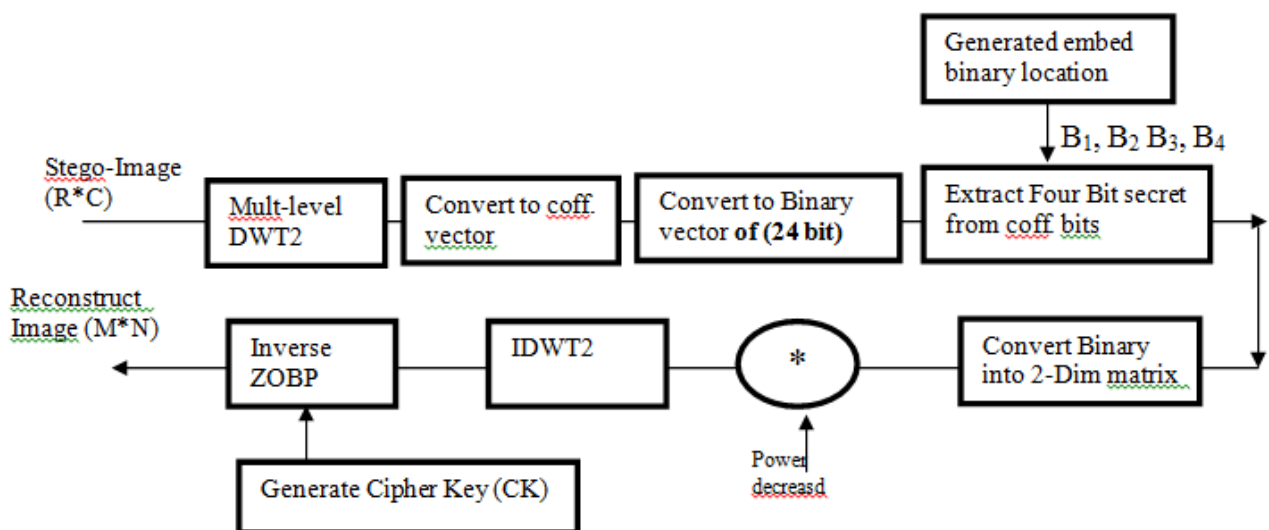 Generated embed
binary location
B1, B2 B3, B4
Stego-Image
(R*C)
Mult-level
DWT2
Convert to coff.
vector
Convert to Binary
vector of (24 bit)
Extract Four Bit secret
from coff. bits
Reconstruct
Image (M*N)
Inverse
ZOBP
IDWT2
*
Convert Binary
into 2-Dim matrix
Power
decreasd
Generate Cipher Key (CK)